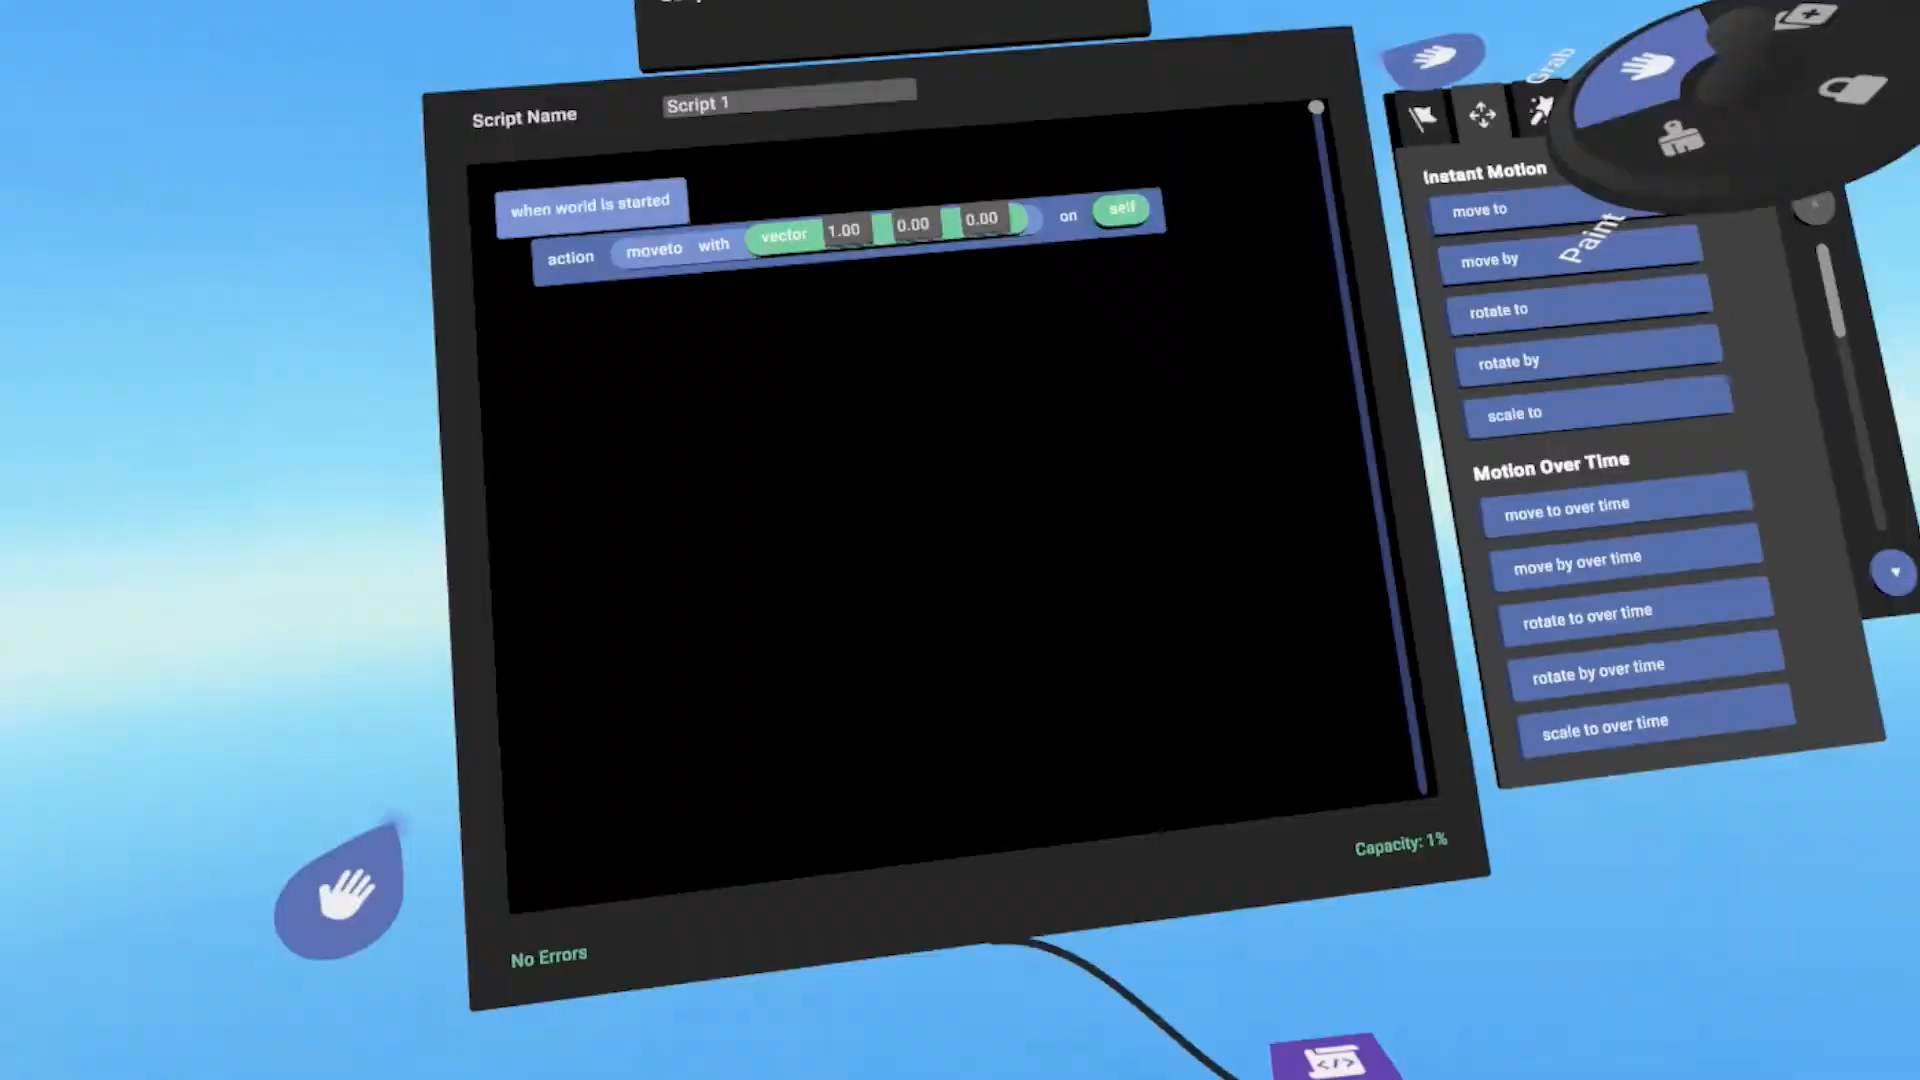 Script Name
Script 1
when world is started
action moveto with vector 1.00 0.00 0.00 on self
No Errors
Capacity: 1%
Grab
Paint
Instant Motion
move to
move by
rotate to
rotate by
scale to
Motion Over Time
move to over time
move by over time
rotate to over time
rotate by over time
scale to over time